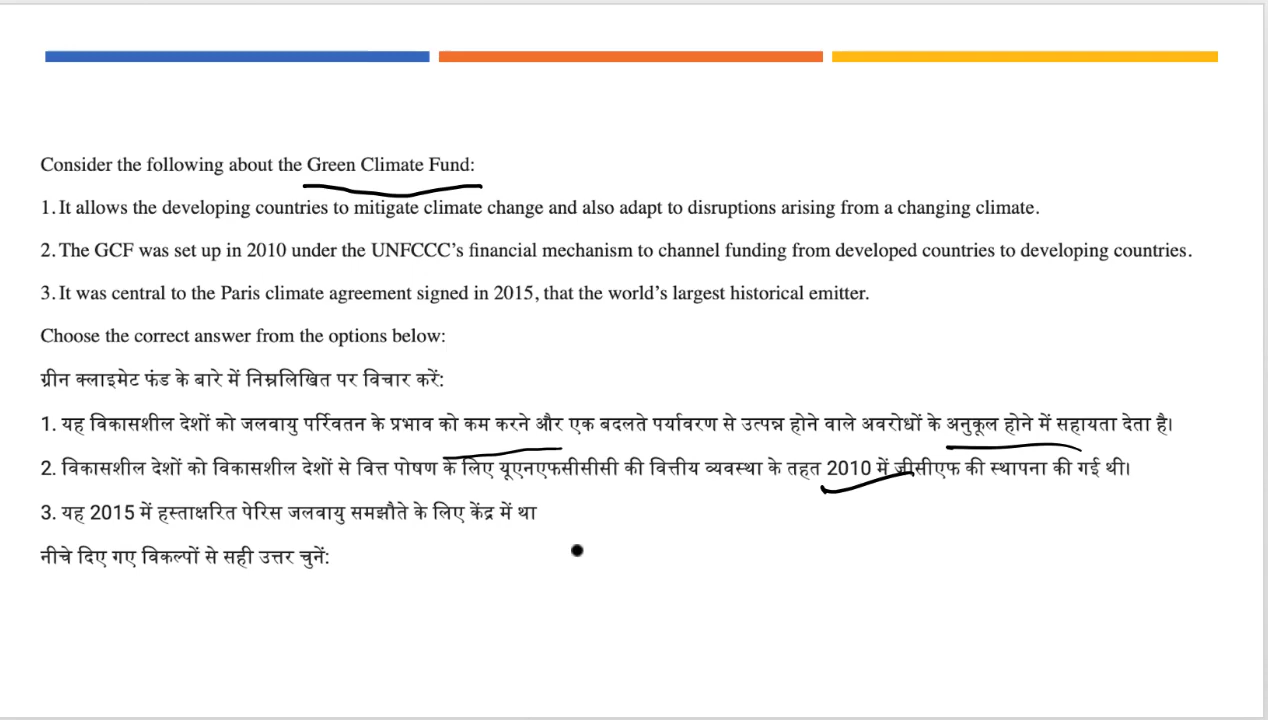 Consider the following about the Green Climate Fund:
1. It allows the developing countries to mitigate climate change and also adapt to disruptions arising from a changing climate.
2. The GCF was set up in 2010 under the UNFCCC’s financial mechanism to channel funding from developed countries to developing countries.
3. It was central to the Paris climate agreement signed in 2015, that the world’s largest historical emitter.
Choose the correct answer from the options below:
ग्रीन क्लाइमेट फंड के बारे में निम्नलिखित पर विचार करें:
1. यह विकासशील देशों को जलवायु पर्रिवतन के प्रभाव को कम करने और एक बदलते पर्यावरण से उत्पन्न होने वाले अवरोधों के अनुकूल होने में सहायता देता है।
2. विकासशील देशों को विकासशील देशों से वित्त पोषण के लिए यूएनएफसीसीसी की वित्तीय व्यवस्था के तहत 2010 में जीसीएफ की स्थापना की गई थी।
3. यह 2015 में हस्ताक्षरित पेरिस जलवायु समझौते के लिए केंद्र में था
नीचे दिए गए विकल्पों से सही उत्तर चुनें: